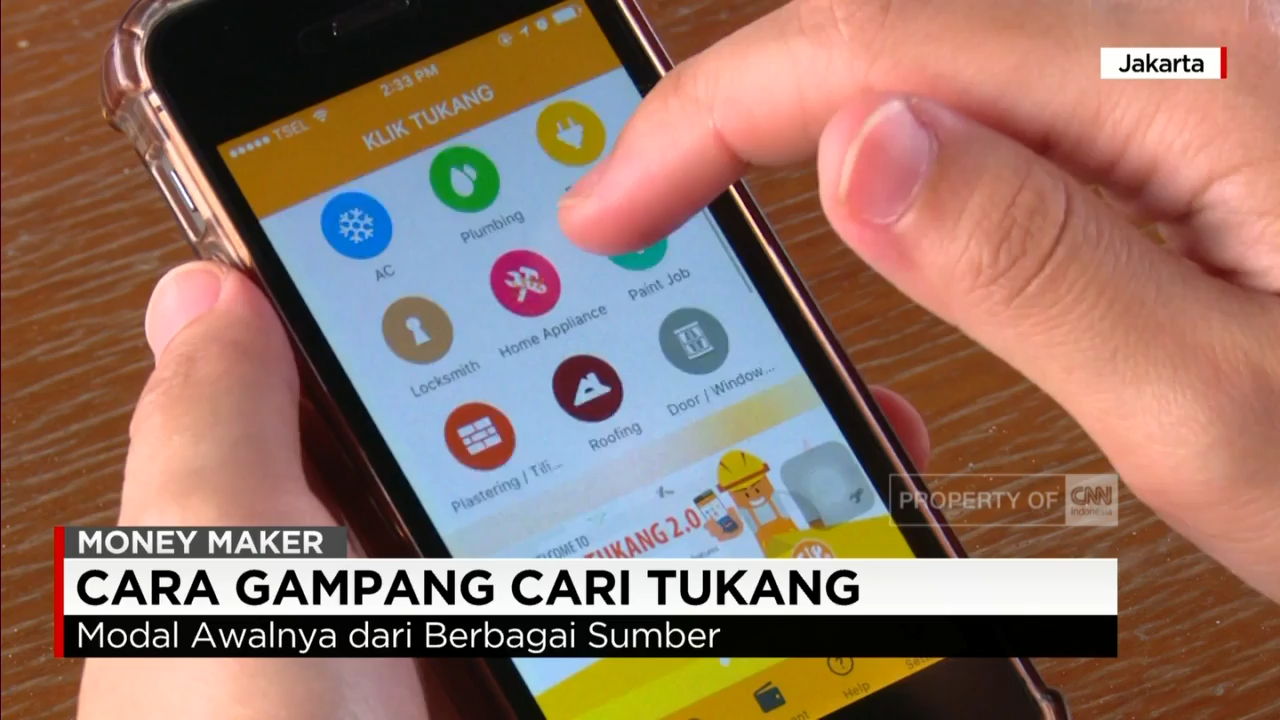 Jakarta
TSEL
2:33 PM
KLIK TUKANG
AC
Plumbing
Locksmith
Home Appliance
Paint Job
Plastering / Tili...
Roofing
Door / Window...
TUKANG 2.0
PROPERTY OF CNN Indonesia
MONEY MAKER
CARA GAMPANG CARI TUKANG
Modal Awalnya dari Berbagai Sumber
Help